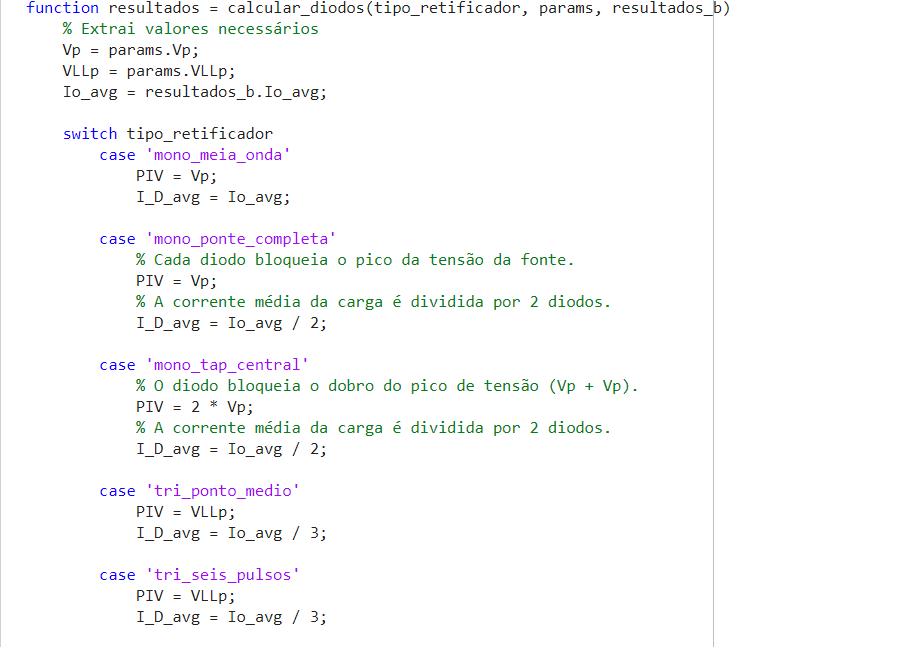 function resultados = calcular_diodos(tipo_retificador, params, resultados_b)
% Extrai valores necessários
Vp = params.Vp;
VLLp = params.VLLp;
Io_avg = resultados_b.Io_avg;
switch tipo_retificador
case 'mono_meia_onda'
PIV = Vp;
I_D_avg = Io_avg;
case 'mono_ponte_completa'
% Cada diodo bloqueia o pico da tensão da fonte.
PIV = Vp;
% A corrente média da carga é dividida por 2 diodos.
I_D_avg = Io_avg / 2;
case 'mono_tap_central'
% O diodo bloqueia o dobro do pico de tensão (Vp + Vp).
PIV = 2 * Vp;
% A corrente média da carga é dividida por 2 diodos.
I_D_avg = Io_avg / 2;
case 'tri_ponto_medio'
PIV = VLLp;
I_D_avg = Io_avg / 3;
case 'tri_seis_pulsos'
PIV = VLLp;
I_D_avg = Io_avg / 3;